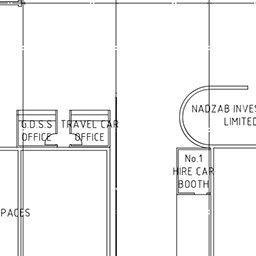 NADZAB INVES
LIMITED
G.D.S.S
OFFICE
TRAVEL CAR
OFFICE
No.1
HIRE CAR
BOOTH
PACES